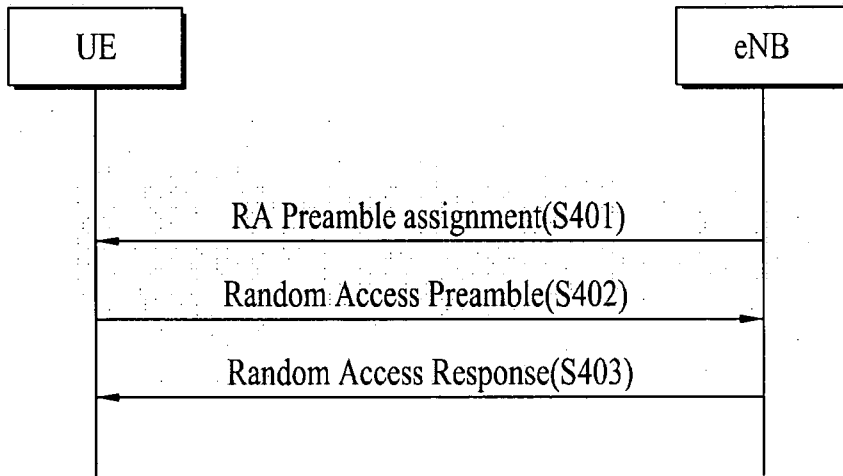 UE
eNB
RA Preamble assignment(S401)
Random Access Preamble(S402)
Random Access Response(S403)